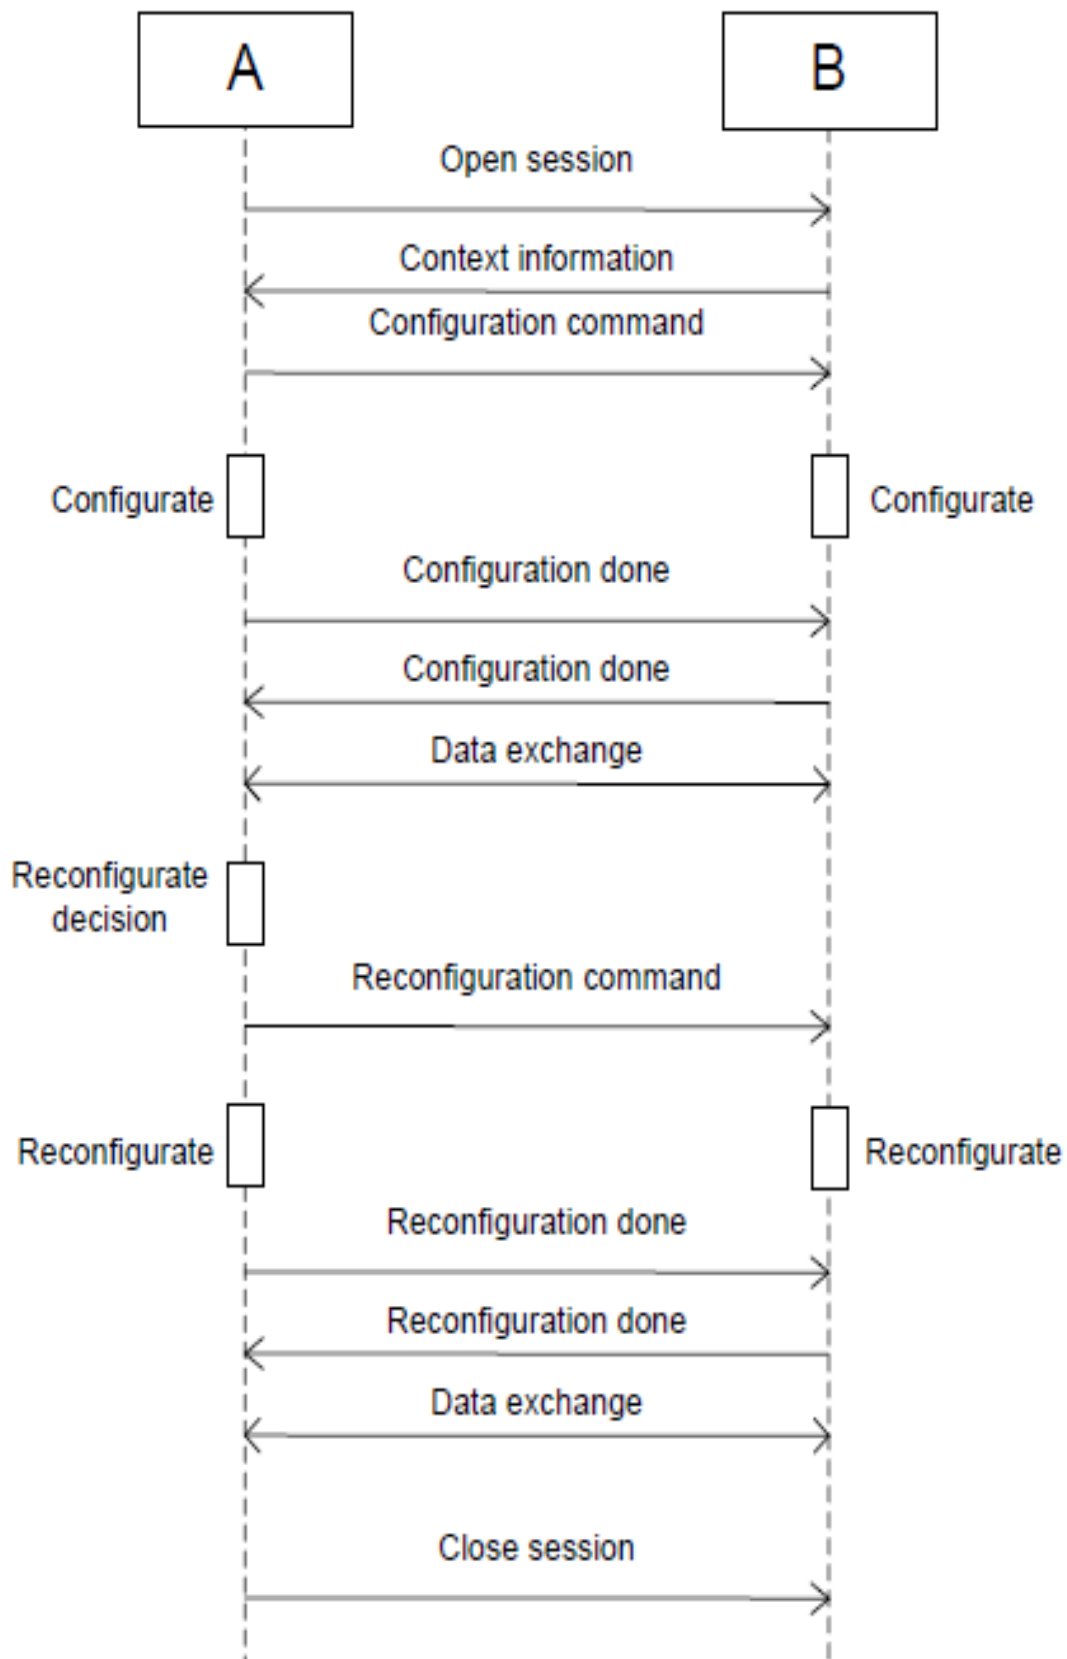 A
B
Open session
Context information
Configuration command
Configurate
Configurate
Configuration done
Configuration done
Data exchange
Reconfigurate
decision
Reconfiguration command
Reconfigurate
Reconfigurate
Reconfiguration done
Reconfiguration done
Data exchange
Close session